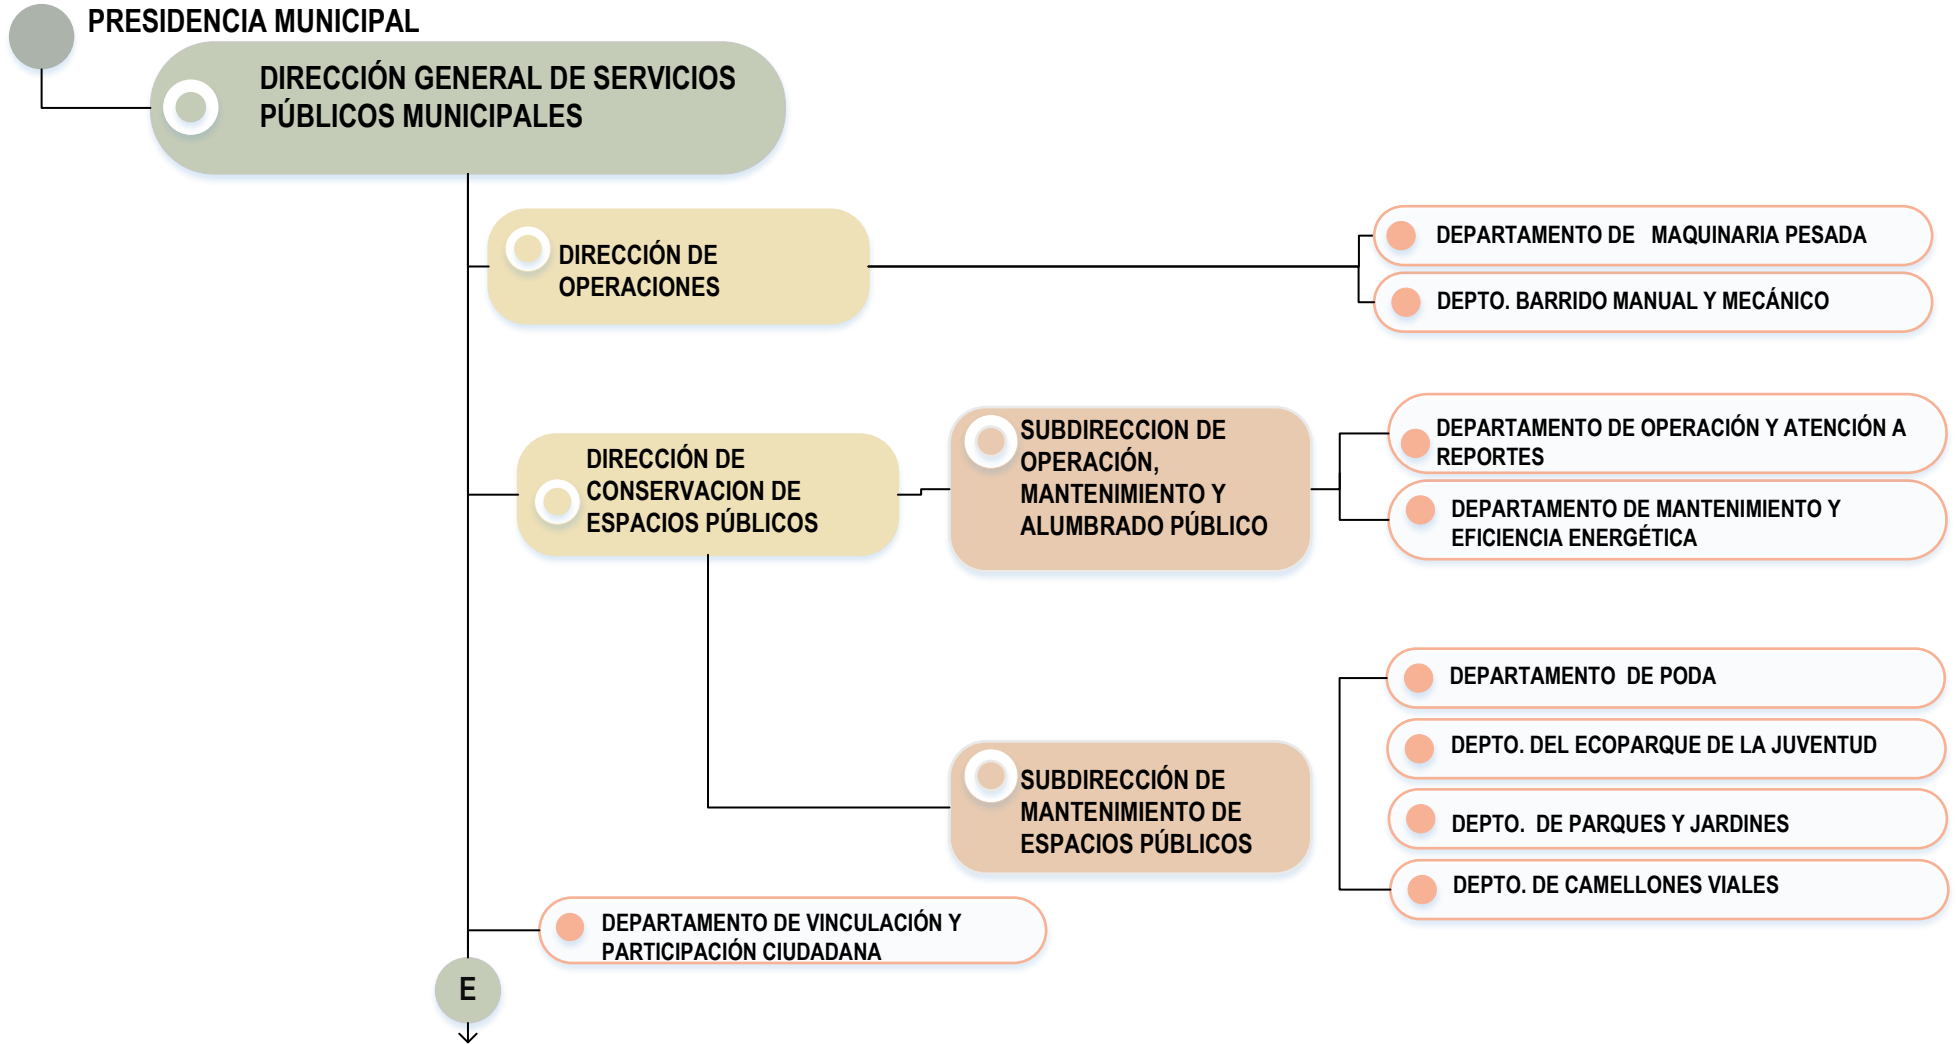 PRESIDENCIA MUNICIPAL
DIRECCIÓN GENERAL DE SERVICIOS
PÚBLICOS MUNICIPALES
DIRECCIÓN DE
OPERACIONES
DEPARTAMENTO DE MAQUINARIA PESADA
DEPTO. BARRIDO MANUAL Y MECÁNICO
DIRECCIÓN DE
CONSERVACION DE
ESPACIOS PÚBLICOS
SUBDIRECCION DE
OPERACIÓN,
MANTENIMIENTO Y
ALUMBRADO PÚBLICO
DEPARTAMENTO DE OPERACIÓN Y ATENCIÓN A
REPORTES
DEPARTAMENTO DE MANTENIMIENTO Y
EFICIENCIA ENERGÉTICA
SUBDIRECCIÓN DE
MANTENIMIENTO DE
ESPACIOS PÚBLICOS
DEPARTAMENTO DE PODA
DEPTO. DEL ECOPARQUE DE LA JUVENTUD
DEPTO. DE PARQUES Y JARDINES
DEPTO. DE CAMELLONES VIALES
DEPARTAMENTO DE VINCULACIÓN Y
PARTICIPACIÓN CIUDADANA
E